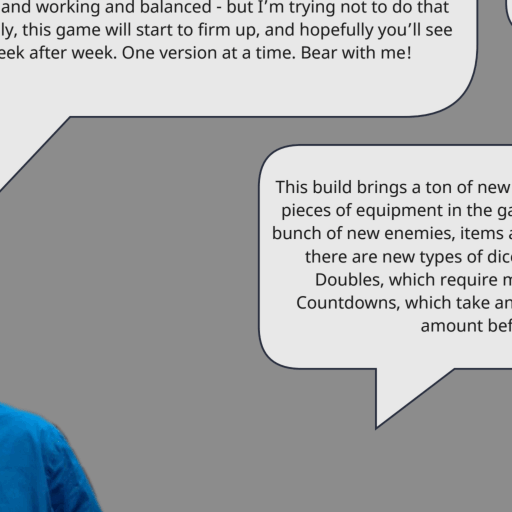 and working and balanced - but I'm trying not to do that
ly, this game will start to firm up, and hopefully you'll see
eek after week. One version at a time. Bear with me!
This build brings a ton of new
pieces of equipment in the ga
bunch of new enemies, items a
there are new types of dic
Doubles, which require m
Countdowns, which take an
amount bef